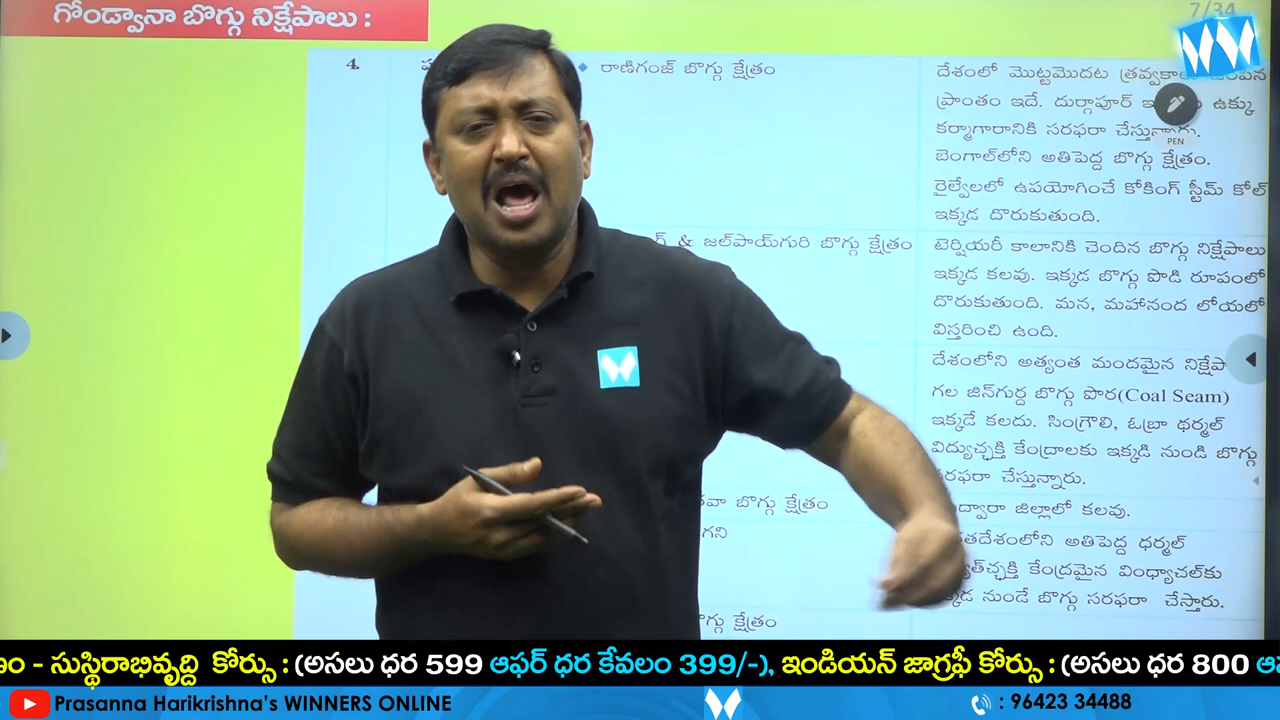 గోండ్వానా బొగ్గు నిక్షేపాలు :
7/34
4.
రాణిగంజ్ బొగ్గు క్షేత్రం
దేశంలో మొట్టమొదట
ప్రాంతం ఇదే. దుర్గాపూర్ ఉక్కు
కర్మాగారానికి సరఫరా చేస్తున్నారు.
PEN
బెంగాల్‌లోని అతిపెద్ద బొగ్గు క్షేత్రం.
రైల్వేలలో ఉపయోగించే కోకింగ్ స్టీమ్ కోల్
ఇక్కడ దొరుకుతుంది.
& జల్‌పాయ్‌గురి బొగ్గు క్షేత్రం
టెర్షియరీ కాలానికి చెందిన బొగ్గు నిక్షేపాలు
ఇక్కడ కలవు. ఇక్కడ బొగ్గు పొడి రూపంలో
దొరుకుతుంది. మన, మహానంద లోయలో
విస్తరించి ఉంది.
దేశంలోని అత్యంత మందమైన
గల జిన్‌గుర్ద బొగ్గు పొర(Coal Seam)
ఇక్కడే కలదు. సింగ్రౌలి, ఓబ్రా థర్మల్
విద్యుచ్ఛక్తి కేంద్రాలకు ఇక్కడి నుండి బొగ్గు
సరఫరా చేస్తున్నారు.
బొగ్గు క్షేత్రం
జిల్లాలో కలవు.
అతిపెద్ద థర్మల్
కేంద్రమైన వింధ్యాచల్‌కు
నుండే బొగ్గు సరఫరా చేస్తారు.
క్షేత్రం
- సుస్థిరాభివృద్ది కోర్సు : (అసలు ధర 599 ఆఫర్ ధర కేవలం 399/-), ఇండియన్ జాగ్రఫీ కోర్సు : (అసలు ధర 800
Prasanna Harikrishna's WINNERS ONLINE
: 96423 34488